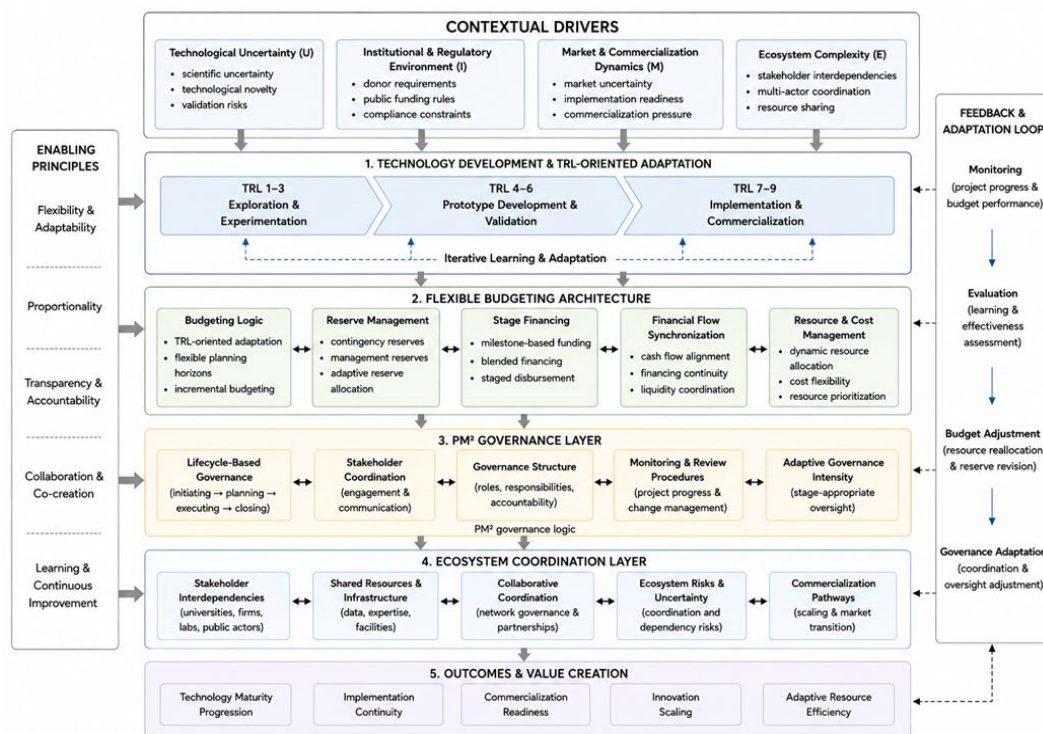 CONTEXTUAL DRIVERS
Technological Uncertainty (U)
• scientific uncertainty
• technological novelty
• validation risks
Institutional & Regulatory
Environment (I)
• donor requirements
• public funding rules
• compliance constraints
Market & Commercialization
Dynamics (M)
• market uncertainty
• implementation readiness
• commercialization pressure
Ecosystem Complexity (E)
• stakeholder interdependencies
• multi-actor coordination
• resource sharing
ENABLING
PRINCIPLES
Flexibility &
Adaptability
Proportionality
Transparency &
Accountability
Collaboration &
Co-creation
Learning &
Continuous
Improvement
1. TECHNOLOGY DEVELOPMENT & TRL-ORIENTED ADAPTATION
TRL 1–3
Exploration &
Experimentation
TRL 4–6
Prototype Development &
Validation
TRL 7–9
Implementation &
Commercialization
Iterative Learning & Adaptation
2. FLEXIBLE BUDGETING ARCHITECTURE
Budgeting Logic
• TRL-oriented adaptation
• flexible planning
horizons
• incremental budgeting
Reserve Management
• contingency reserves
• management reserves
• adaptive reserve
allocation
Stage Financing
• milestone-based funding
• blended financing
• staged disbursement
Financial Flow
Synchronization
• cash flow alignment
• financing continuity
• liquidity coordination
Resource & Cost
Management
• dynamic resource
allocation
• cost flexibility
• resource prioritization
3. PM² GOVERNANCE LAYER
Lifecycle-Based
Governance
(initiating → planning →
executing → closing)
Stakeholder
Coordination
(engagement &
communication)
Governance Structure
(roles, responsibilities,
accountability)
Monitoring & Review
Procedures
(project progress &
change management)
Adaptive Governance
Intensity
(stage-appropriate
oversight)
PM² governance logic
4. ECOSYSTEM COORDINATION LAYER
Stakeholder
Interdependencies
(universities, firms,
labs, public actors)
Shared Resources &
Infrastructure
(data, expertise,
facilities)
Collaborative
Coordination
(network governance &
partnerships)
Ecosystem Risks &
Uncertainty
(coordination and
dependency risks)
Commercialization
Pathways
(scaling & market
transition)
5. OUTCOMES & VALUE CREATION
Technology Maturity
Progression
Implementation
Continuity
Commercialization
Readiness
Innovation
Scaling
Adaptive Resource
Efficiency
FEEDBACK &
ADAPTATION LOOP
Monitoring
(project progress &
budget performance)
Evaluation
(learning &
effectiveness
assessment)
Budget Adjustment
(resource reallocation
& reserve revision)
Governance Adaptation
(coordination &
oversight adjustment)